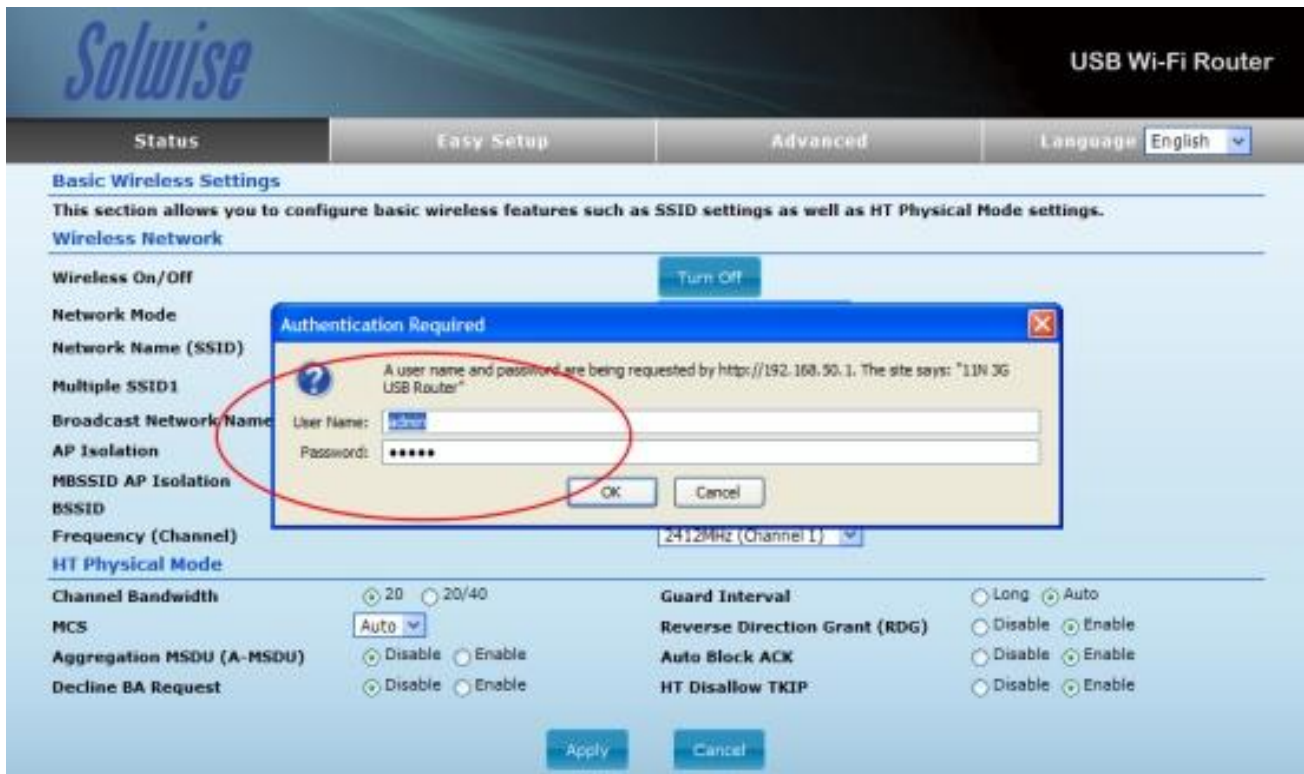 Solwise
USB Wi-Fi Router
Status Easy Setup Advanced Language English
Basic Wireless Settings
This section allows you to configure basic wireless features such as SSID settings as well as HT Physical Mode settings.
Wireless Network
Wireless On/Off Turn Off
Network Mode
Network Name (SSID)
Multiple SSID1
Broadcast Network Name
AP Isolation
MBSSID AP Isolation
BSSID
Authentication Required
A user name and password are being requested by http://192.168.50.1. The site says: "11N 3G
USB Router"
User Name: admin
Password: •••••
OK Cancel
Frequency (Channel) 2412MHz (Channel 1)
HT Physical Mode
Channel Bandwidth 20 20/40 Guard Interval Long Auto
MCS Auto Reverse Direction Grant (RDG) Disable Enable
Aggregation MSDU (A-MSDU) Disable Enable Auto Block ACK Disable Enable
Decline BA Request Disable Enable HT Disallow TKIP Disable Enable
Apply Cancel